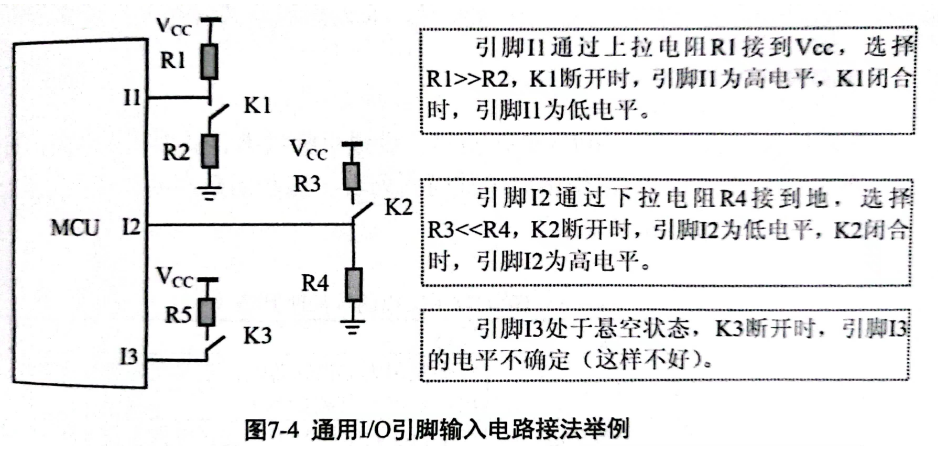 Vcc
R1
I1
K1
R2
Vcc
R3
K2
MCU
I2
R4
Vcc
R5
K3
I3
引脚I1通过上拉电阻R1接到Vcc，选择
R1>>R2，K1断开时，引脚I1为高电平，K1闭合
时，引脚I1为低电平。
引脚I2通过下拉电阻R4接到地，选择
R3<<R4，K2断开时，引脚I2为低电平，K2闭合
时，引脚I2为高电平。
引脚I3处于悬空状态，K3断开时，引脚I3
的电平不确定（这样不好）。
图7-4 通用I/O引脚输入电路接法举例